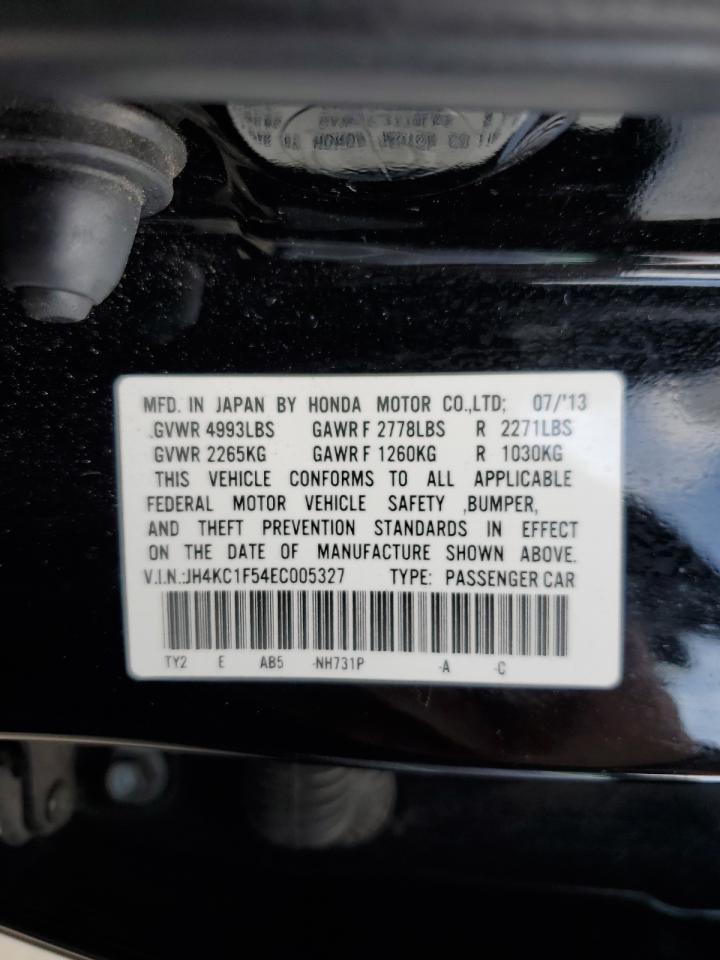 MFD. IN JAPAN BY HONDA MOTOR CO.,LTD; 07/'13
GVWR 4993LBS GAWR F 2778LBS R 2271LBS
GVWR 2265KG GAWR F 1260KG R 1030KG
THIS VEHICLE CONFORMS TO ALL APPLICABLE
FEDERAL MOTOR VEHICLE SAFETY ,BUMPER,
AND THEFT PREVENTION STANDARDS IN EFFECT
ON THE DATE OF MANUFACTURE SHOWN ABOVE.
V.I.N.:JH4KC1F54EC005327 TYPE: PASSENGER CAR
TY2 E AB5 -NH731P -A -C